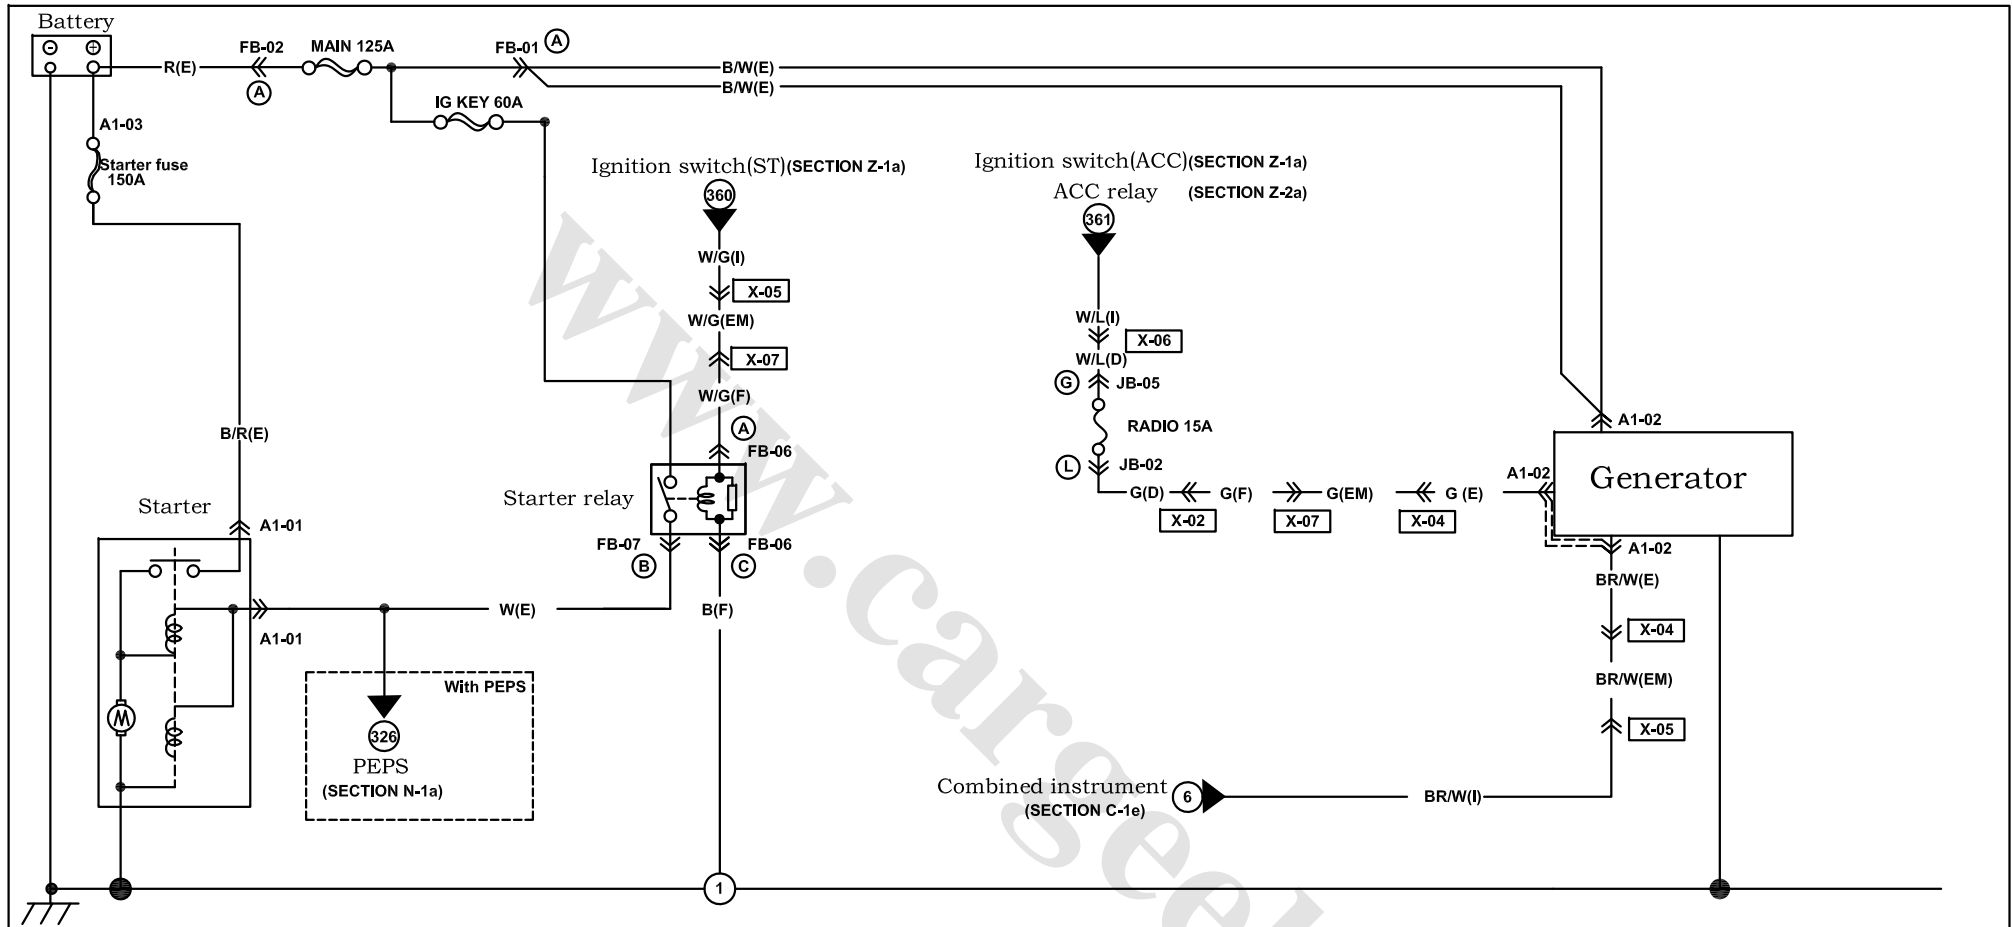 Battery
FB-02
MAIN 125A
FB-01
A
R(E)
A
B/W(E)
B/W(E)
IG KEY 60A
A1-03
Starter fuse
150A
Ignition switch(ST)(SECTION Z-1a)
360
W/G(I)
X-05
W/G(EM)
X-07
W/G(F)
A
FB-06
Ignition switch(ACC)(SECTION Z-1a)
ACC relay (SECTION Z-2a)
361
W/L(I)
X-06
W/L(D)
G
JB-05
RADIO 15A
L
JB-02
G(D)
G(F)
G(EM)
G (E)
X-02
X-07
X-04
A1-02
A1-02
Generator
A1-02
B/R(E)
Starter
A1-01
Starter relay
FB-07
FB-06
B
C
W(E)
B(F)
A1-01
M
With PEPS
326
PEPS
(SECTION N-1a)
BR/W(E)
X-04
BR/W(EM)
X-05
Combined instrument
(SECTION C-1e)
6
BR/W(I)
1
www.cargeek